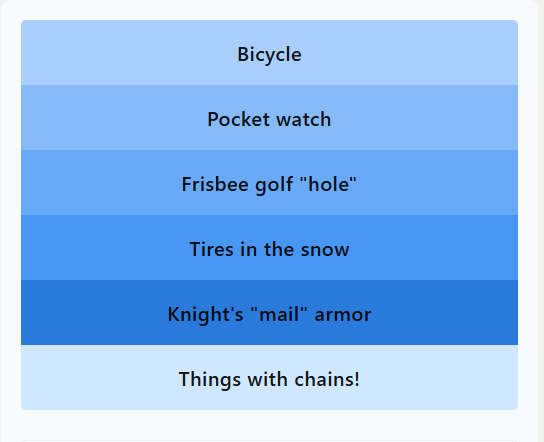 Bicycle
Pocket watch
Frisbee golf "hole"
Tires in the snow
Knight's "mail" armor
Things with chains!